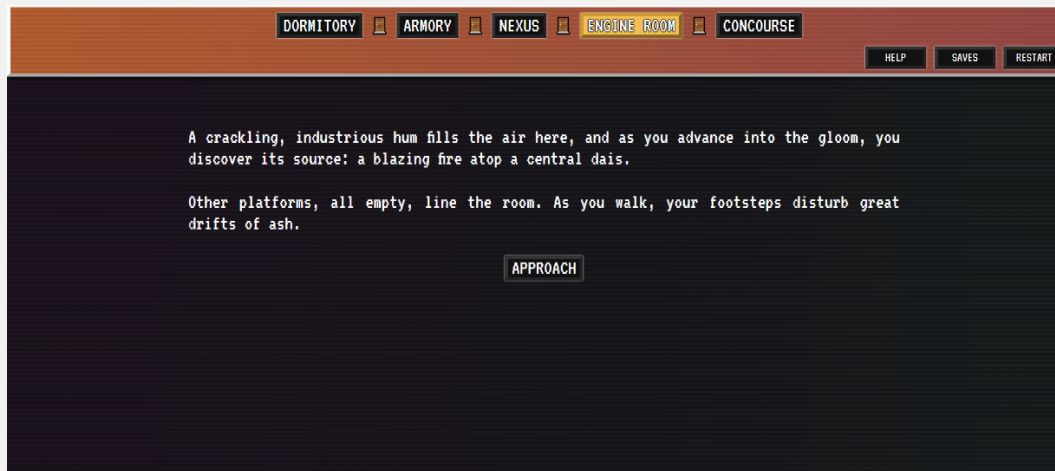 DORMITORY ARMORY NEXUS ENGINE ROOM CONCOURSE
HELP SAVES RESTART
A crackling, industrious hum fills the air here, and as you advance into the gloom, you
discover its source: a blazing fire atop a central dais.
Other platforms, all empty, line the room. As you walk, your footsteps disturb great
drifts of ash.
APPROACH